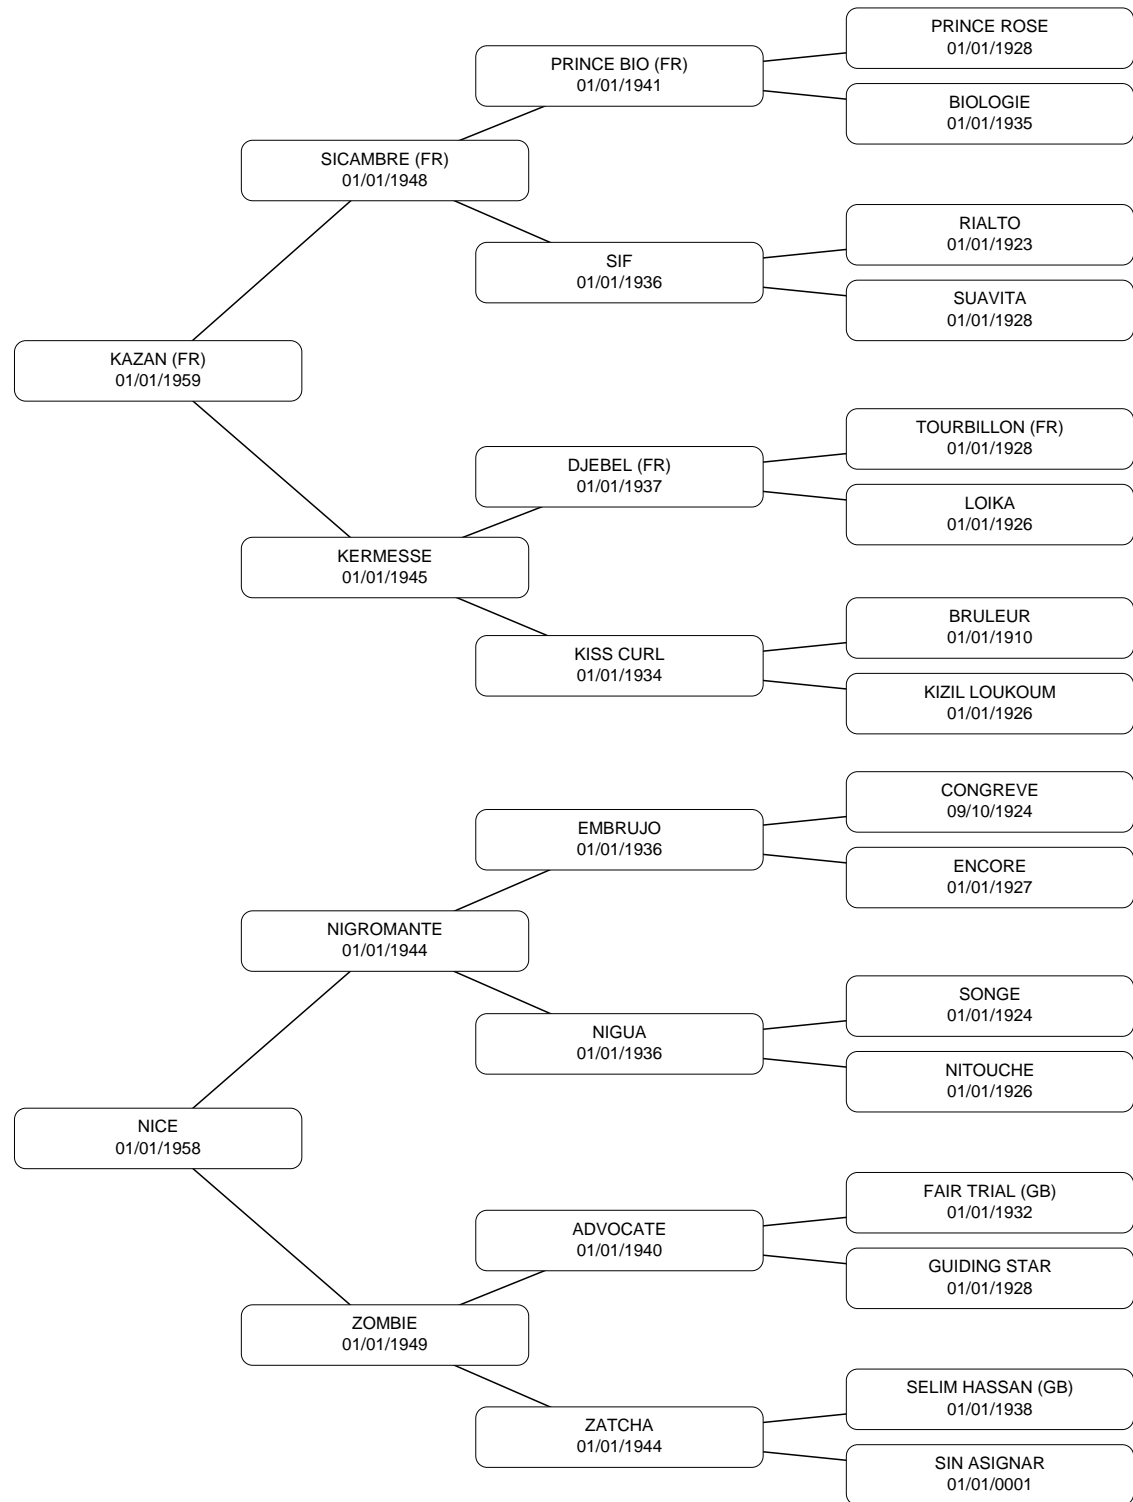 PRINCE ROSE
01/01/1928
PRINCE BIO (FR)
01/01/1941
BIOLOGIE
01/01/1935
SICAMBRE (FR)
01/01/1948
RIALTO
01/01/1923
SIF
01/01/1936
SUAVITA
01/01/1928
KAZAN (FR)
01/01/1959
TOURBILLON (FR)
01/01/1928
DJEBEL (FR)
01/01/1937
LOIKA
01/01/1926
KERMESSE
01/01/1945
BRULEUR
01/01/1910
KISS CURL
01/01/1934
KIZIL LOUKOUM
01/01/1926
CONGREVE
09/10/1924
EMBRUJO
01/01/1936
ENCORE
01/01/1927
NIGROMANTE
01/01/1944
SONGE
01/01/1924
NIGUA
01/01/1936
NITOUCHE
01/01/1926
NICE
01/01/1958
FAIR TRIAL (GB)
01/01/1932
ADVOCATE
01/01/1940
GUIDING STAR
01/01/1928
ZOMBIE
01/01/1949
SELIM HASSAN (GB)
01/01/1938
ZATCHA
01/01/1944
SIN ASIGNAR
01/01/0001